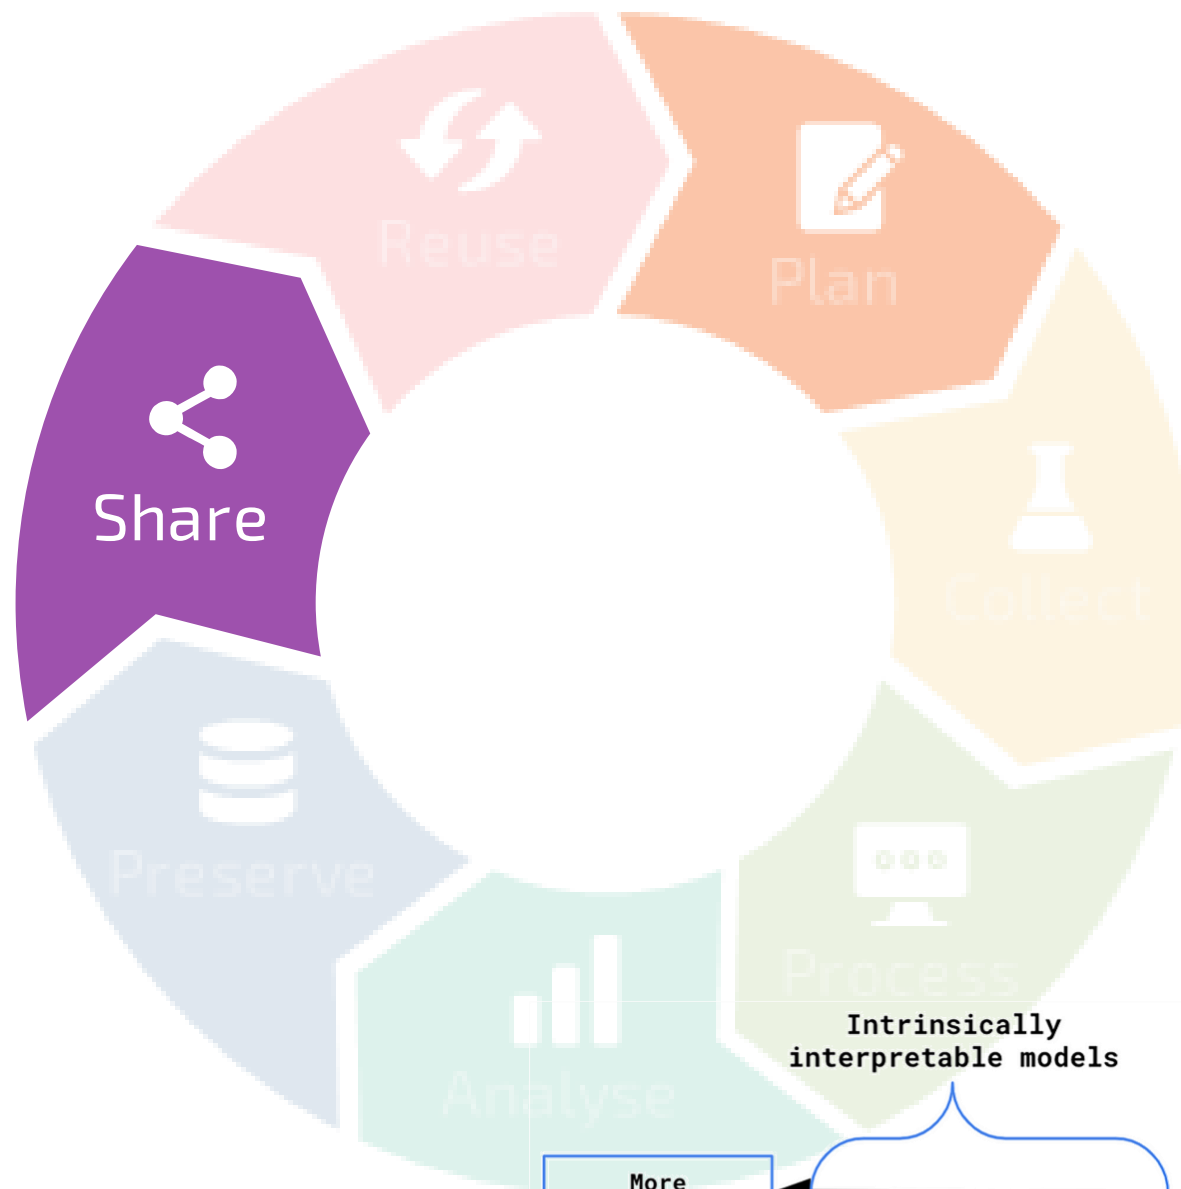 Reuse
Plan
Share
Collect
Preserve
Process
Analyse
Intrinsically
interpretable models
More